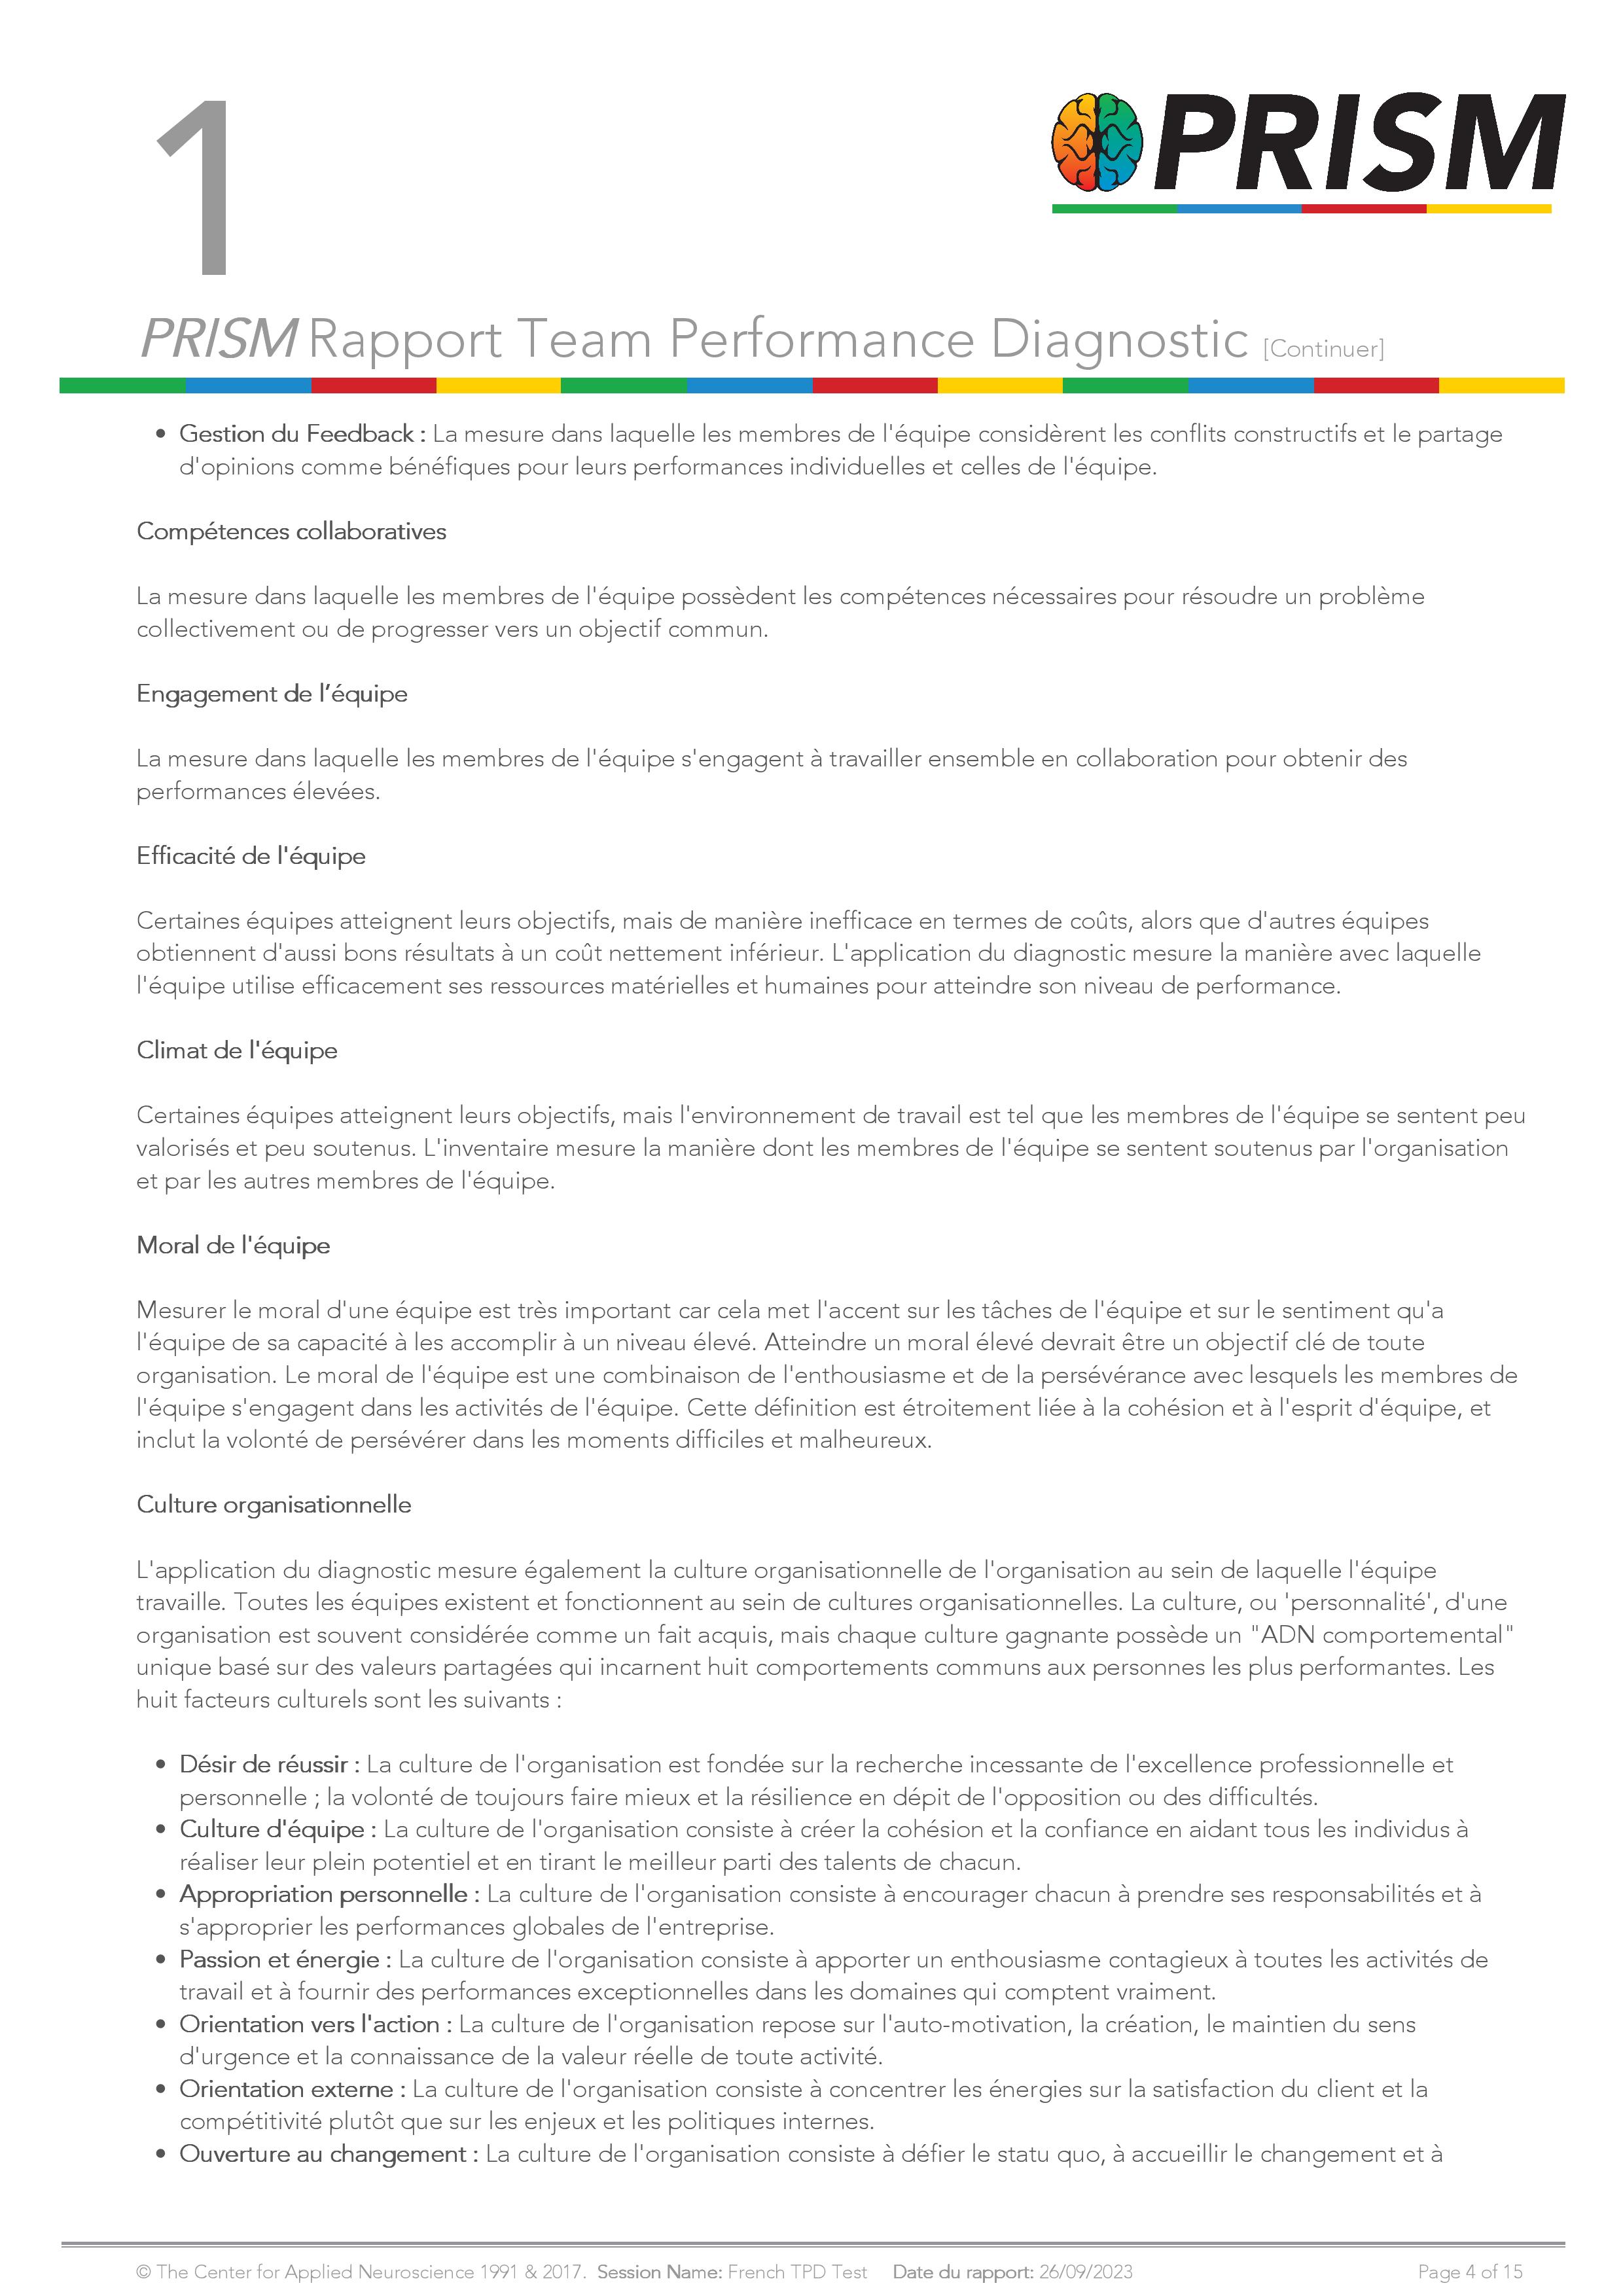 1
PRISM
PRISM Rapport Team Performance Diagnostic [Continuer]
• Gestion du Feedback : La mesure dans laquelle les membres de l'équipe considèrent les conflits constructifs et le partage
d'opinions comme bénéfiques pour leurs performances individuelles et celles de l'équipe.
Compétences collaboratives
La mesure dans laquelle les membres de l'équipe possèdent les compétences nécessaires pour résoudre un problème
collectivement ou de progresser vers un objectif commun.
Engagement de l’équipe
La mesure dans laquelle les membres de l'équipe s'engagent à travailler ensemble en collaboration pour obtenir des
performances élevées.
Efficacité de l'équipe
Certaines équipes atteignent leurs objectifs, mais de manière inefficace en termes de coûts, alors que d'autres équipes
obtiennent d'aussi bons résultats à un coût nettement inférieur. L'application du diagnostic mesure la manière avec laquelle
l'équipe utilise efficacement ses ressources matérielles et humaines pour atteindre son niveau de performance.
Climat de l'équipe
Certaines équipes atteignent leurs objectifs, mais l'environnement de travail est tel que les membres de l'équipe se sentent peu
valorisés et peu soutenus. L'inventaire mesure la manière dont les membres de l'équipe se sentent soutenus par l'organisation
et par les autres membres de l'équipe.
Moral de l'équipe
Mesurer le moral d'une équipe est très important car cela met l'accent sur les tâches de l'équipe et sur le sentiment qu'a
l'équipe de sa capacité à les accomplir à un niveau élevé. Atteindre un moral élevé devrait être un objectif clé de toute
organisation. Le moral de l'équipe est une combinaison de l'enthousiasme et de la persévérance avec lesquels les membres de
l'équipe s'engagent dans les activités de l'équipe. Cette définition est étroitement liée à la cohésion et à l'esprit d'équipe, et
inclut la volonté de persévérer dans les moments difficiles et malheureux.
Culture organisationnelle
L'application du diagnostic mesure également la culture organisationnelle de l'organisation au sein de laquelle l'équipe
travaille. Toutes les équipes existent et fonctionnent au sein de cultures organisationnelles. La culture, ou 'personnalité', d'une
organisation est souvent considérée comme un fait acquis, mais chaque culture gagnante possède un "ADN comportemental"
unique basé sur des valeurs partagées qui incarnent huit comportements communs aux personnes les plus performantes. Les
huit facteurs culturels sont les suivants :
• Désir de réussir : La culture de l'organisation est fondée sur la recherche incessante de l'excellence professionnelle et
personnelle ; la volonté de toujours faire mieux et la résilience en dépit de l'opposition ou des difficultés.
• Culture d'équipe : La culture de l'organisation consiste à créer la cohésion et la confiance en aidant tous les individus à
réaliser leur plein potentiel et en tirant le meilleur parti des talents de chacun.
• Appropriation personnelle : La culture de l'organisation consiste à encourager chacun à prendre ses responsabilités et à
s'approprier les performances globales de l'entreprise.
• Passion et énergie : La culture de l'organisation consiste à apporter un enthousiasme contagieux à toutes les activités de
travail et à fournir des performances exceptionnelles dans les domaines qui comptent vraiment.
• Orientation vers l'action : La culture de l'organisation repose sur l'auto-motivation, la création, le maintien du sens
d'urgence et la connaissance de la valeur réelle de toute activité.
• Orientation externe : La culture de l'organisation consiste à concentrer les énergies sur la satisfaction du client et la
compétitivité plutôt que sur les enjeux et les politiques internes.
• Ouverture au changement : La culture de l'organisation consiste à défier le statu quo, à accueillir le changement et à
© The Center for Applied Neuroscience 1991 & 2017. Session Name: French TPD Test Date du rapport: 26/09/2023 Page 4 of 15